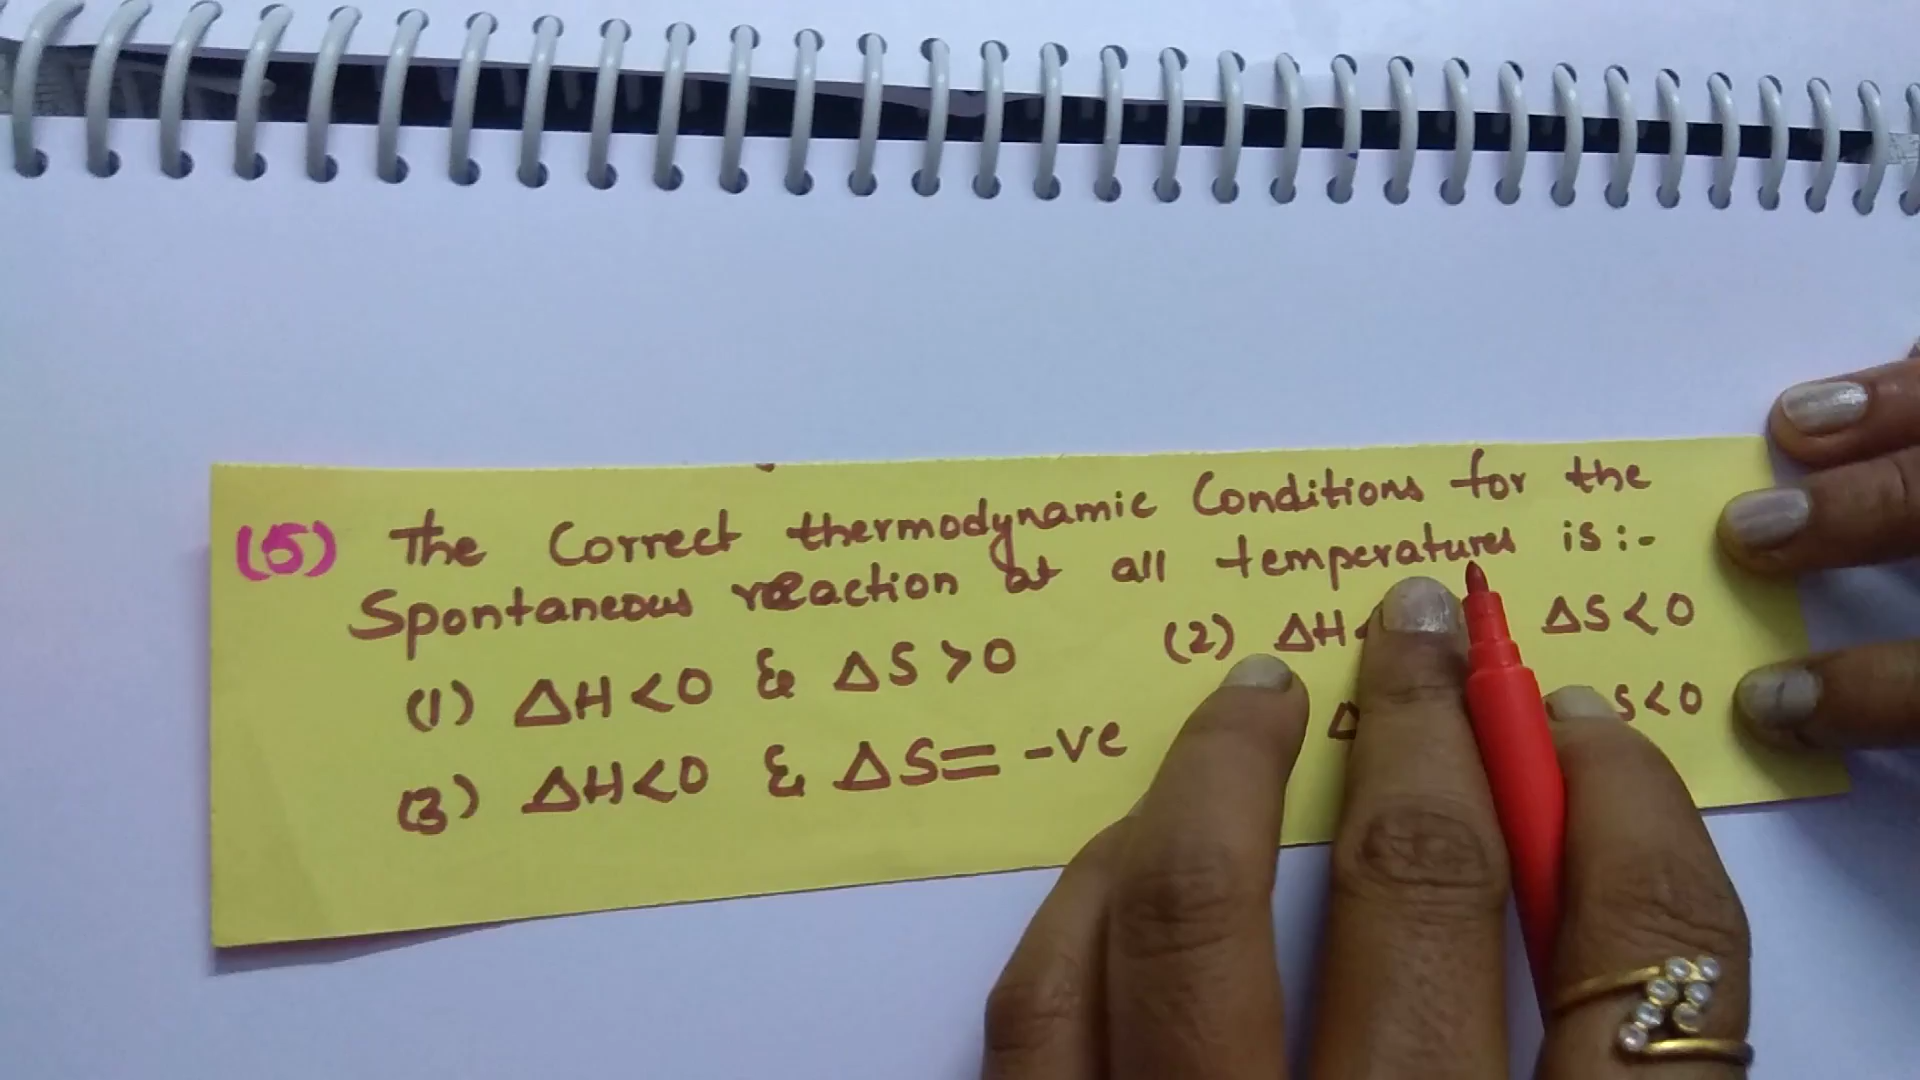 (5) The Correct thermodynamic Conditions for the
Spontaneous reaction at all temperatures is:-
(1) ΔH<0 & ΔS>0
(2) ΔH< ΔS<0
(3) ΔH<0 & ΔS= -ve
Δ S<0